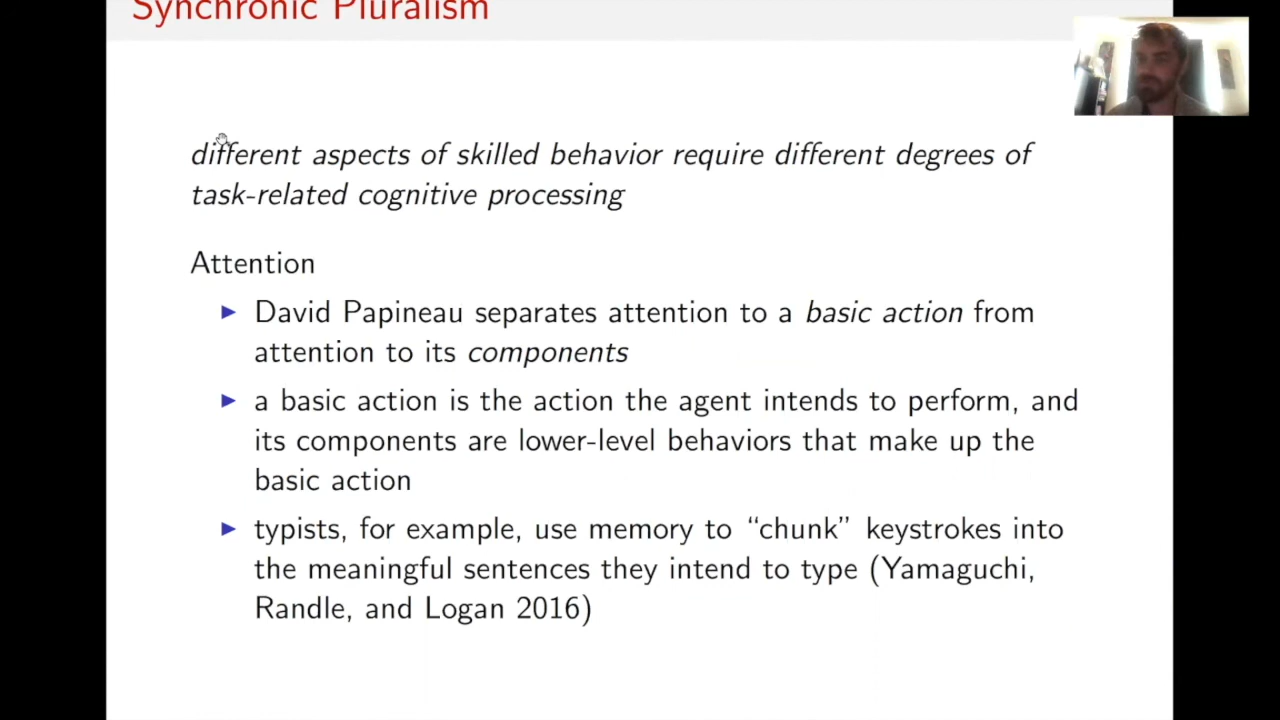 Synchronic Pluralism
different aspects of skilled behavior require different degrees of
task-related cognitive processing
Attention
▶ David Papineau separates attention to a basic action from
attention to its components
▶ a basic action is the action the agent intends to perform, and
its components are lower-level behaviors that make up the
basic action
▶ typists, for example, use memory to “chunk” keystrokes into
the meaningful sentences they intend to type (Yamaguchi,
Randle, and Logan 2016)